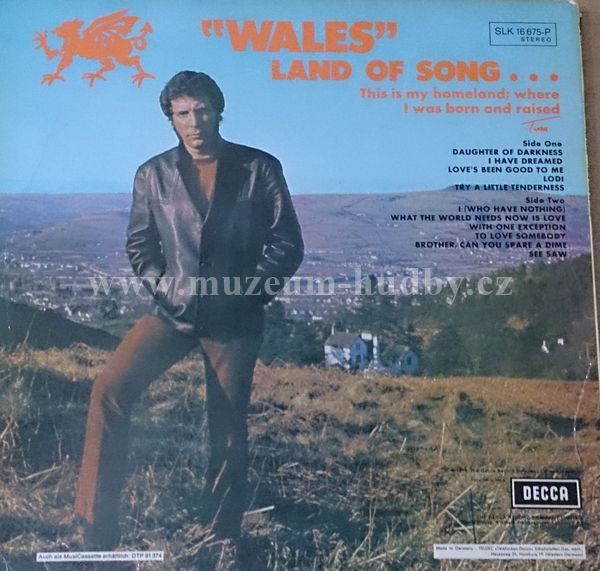 SLK 16 675-P
STEREO
"WALES"
LAND OF SONG...
This is my homeland; where
I was born and raised
Tom
Side One
DAUGHTER OF DARKNESS
I HAVE DREAMED
LOVE'S BEEN GOOD TO ME
LODI
TRY A LITTLE TENDERNESS
Side Two
I (WHO HAVE NOTHING)
WHAT THE WORLD NEEDS NOW IS LOVE
WITH ONE EXCEPTION
TO LOVE SOMEBODY
BROTHER, CAN YOU SPARE A DIME
SEE SAW
www.muzeum-hudby.cz
DECCA
Auch als MusiCassette erhältlich: DTP 91 374
Made in Germany